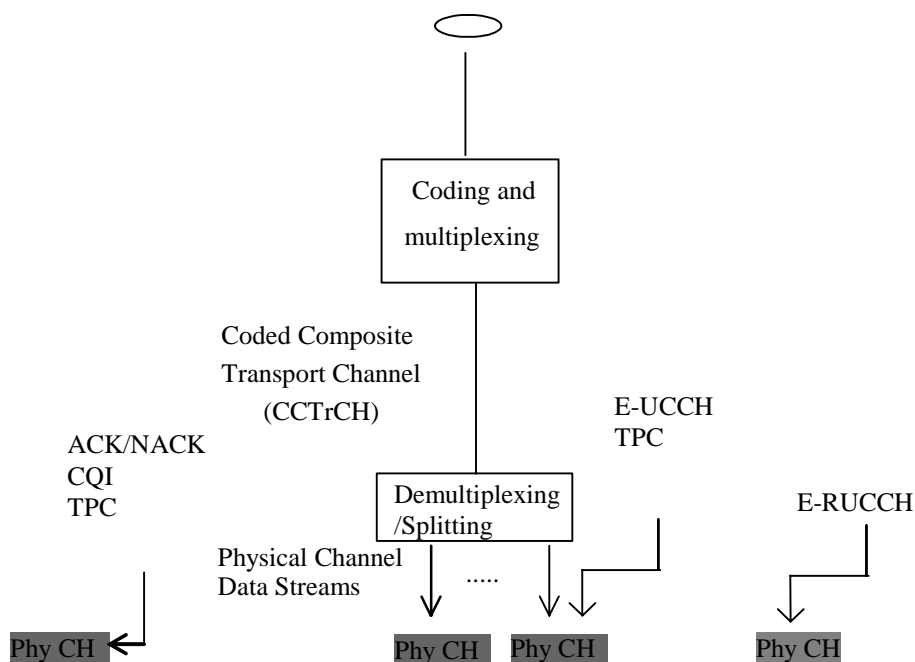 Coding and
multiplexing
Coded Composite
Transport Channel
(CCTrCH)
E-UCCH
TPC
ACK/NACK
CQI
TPC
Demultiplexing
/Splitting
E-RUCCH
Physical Channel
Data Streams
.....
Phy CH
Phy CH
Phy CH
Phy CH